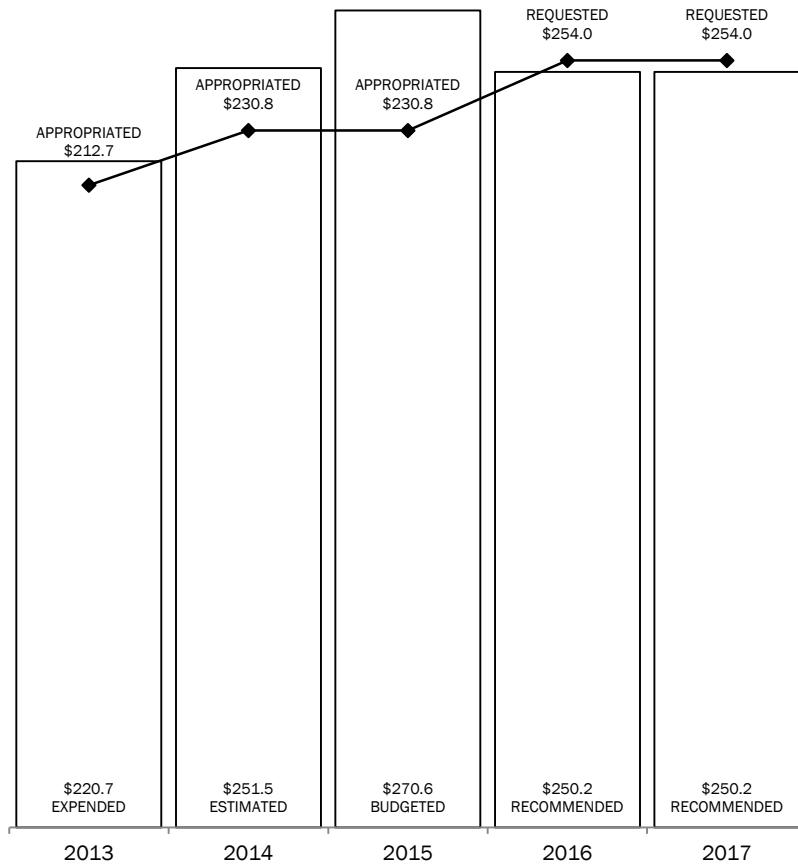 REQUESTED
$254.0
REQUESTED
$254.0
APPROPRIATED
$230.8
APPROPRIATED
$230.8
APPROPRIATED
$212.7
$220.7
EXPENDED
$251.5
ESTIMATED
$270.6
BUDGETED
$250.2
RECOMMENDED
$250.2
RECOMMENDED
2013
2014
2015
2016
2017